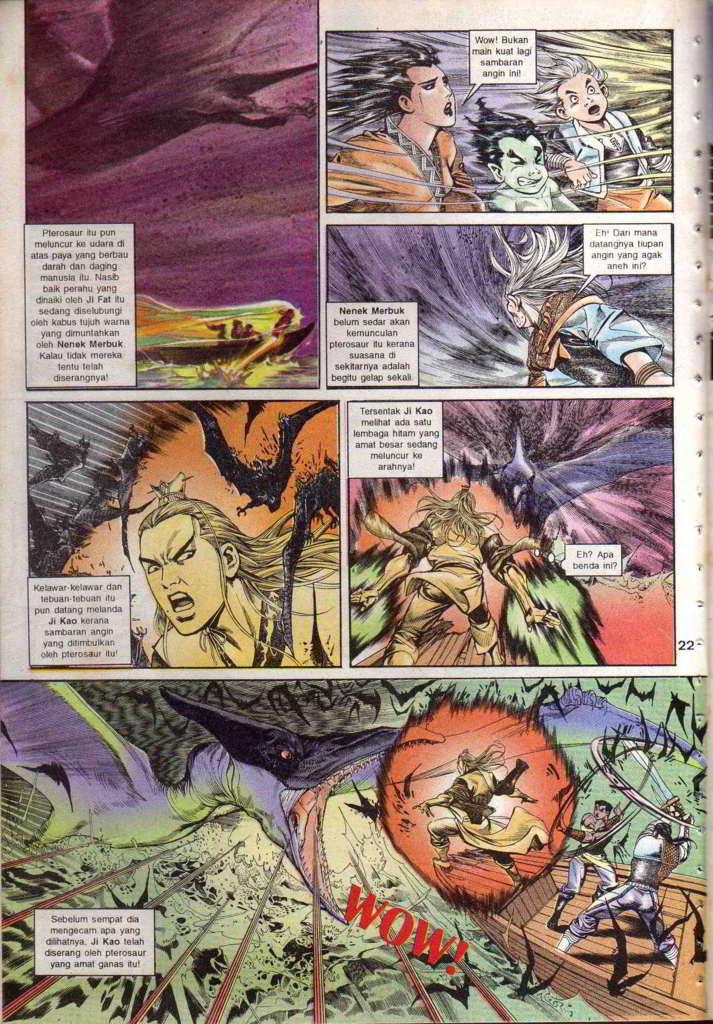 Pterosaur itu pun
meluncur ke udara di
atas paya yang berbau
darah dan daging
manusia itu. Nasib
baik perahu yang
dinaiki oleh Ji Fat itu
sedang diselubungi
oleh kabus tujuh warna
yang dimuntahkan
oleh Nenek Merbuk.
Kalau tidak mereka
tentu telah
diserangnya!
Wow! Bukan
main kuat lagi
sambaran
angin ini!
Eh! Dari mana
datangnya tiupan
angin yang agak
aneh ini?
Nenek Merbuk
belum sedar akan
kemunculan
pterosaur itu kerana
suasana di
sekitarnya adalah
begitu gelap sekali.
Kelawar-kelawar dan
tebuan-tebuan itu
pun datang melanda
Ji Kao kerana
sambaran angin
yang ditimbulkan
oleh pterosaur itu!
Tersentak Ji Kao
melihat ada satu
lembaga hitam yang
amat besar sedang
meluncur ke
arahnya!
Eh? Apa
benda ini?
22
Sebelum sempat dia
mengecam apa yang
dilihatnya, Ji Kao telah
diserang oleh pterosaur
yang amat ganas itu!
WOW!